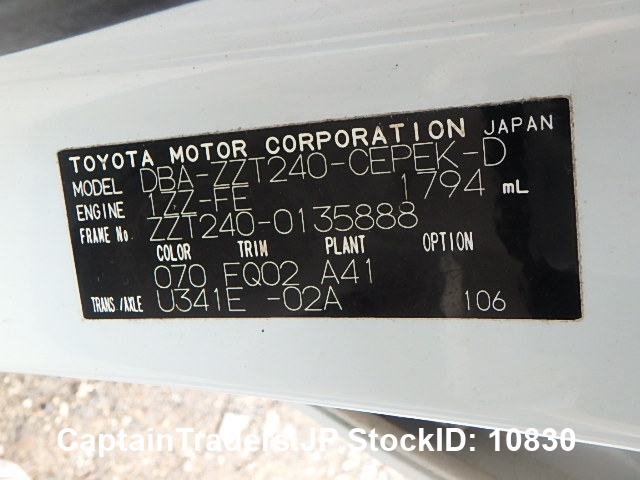 TOYOTA MOTOR CORPORATION JAPAN
MODEL DBA-ZZT240-CEPEK-D
ENGINE 1ZZ-FE 1794 mL
FRAME No. ZZT240-0135888
COLOR TRIM PLANT OPTION
070 FQ02 A41
TRANS/AXLE U341E -02A 106
CaptainTraders.JP StockID: 10830